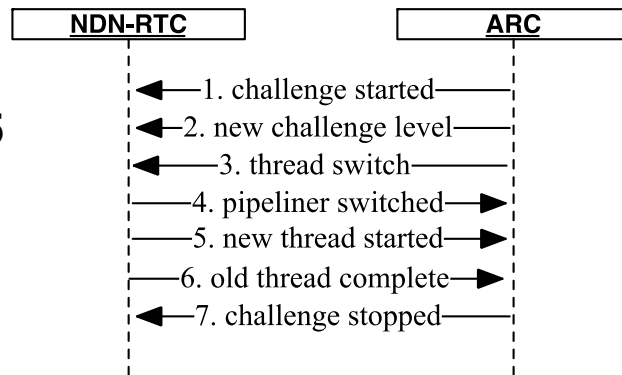 NDN-RTC
ARC
1. challenge started
2. new challenge level
3. thread switch
4. pipeliner switched
5. new thread started
6. old thread complete
7. challenge stopped